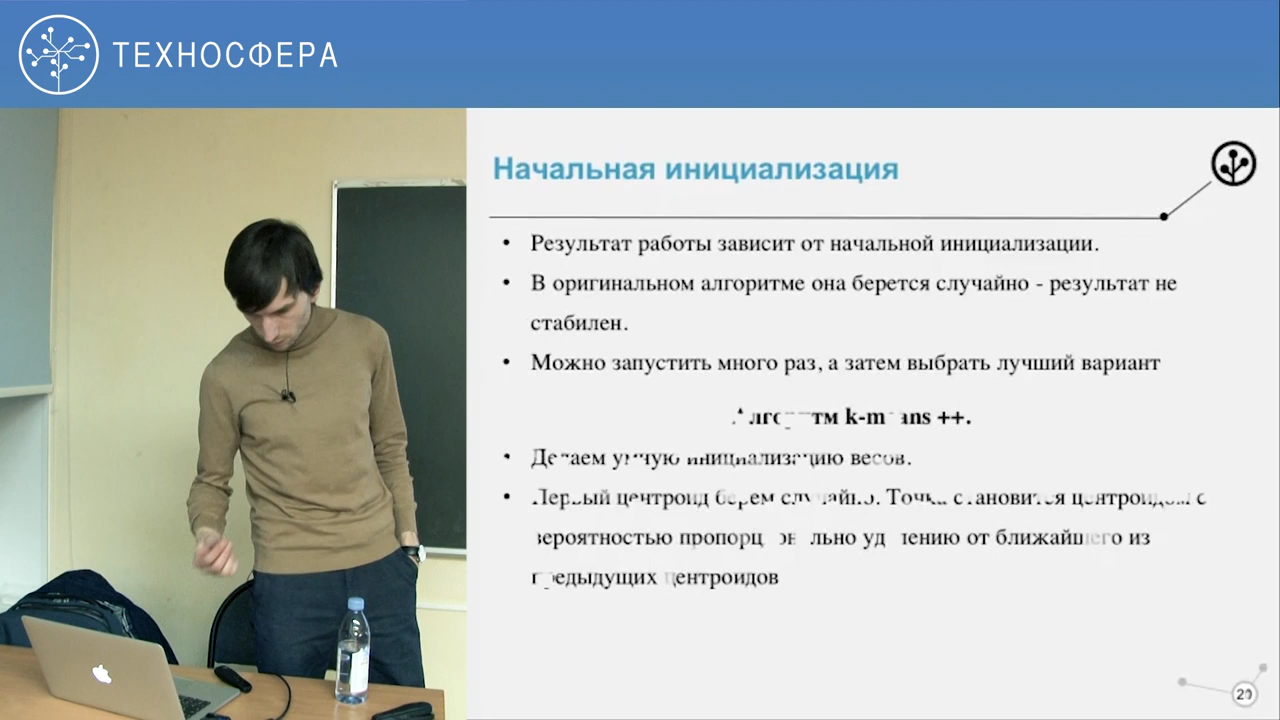 ТЕХНОСФЕРА
Начальная инициализация
• Результат работы зависит от начальной инициализации.
• В оригинальном алгоритме она берется случайно - результат не
стабилен.
• Можно запустить много раз, а затем выбрать лучший вариант
Алгоритм k-means ++.
• Делаем умную инициализацию весов.
• Первый центроид берем случайно. Точка становится центроидом с
вероятностью пропорционально удалению от ближайшего из
предыдущих центроидов